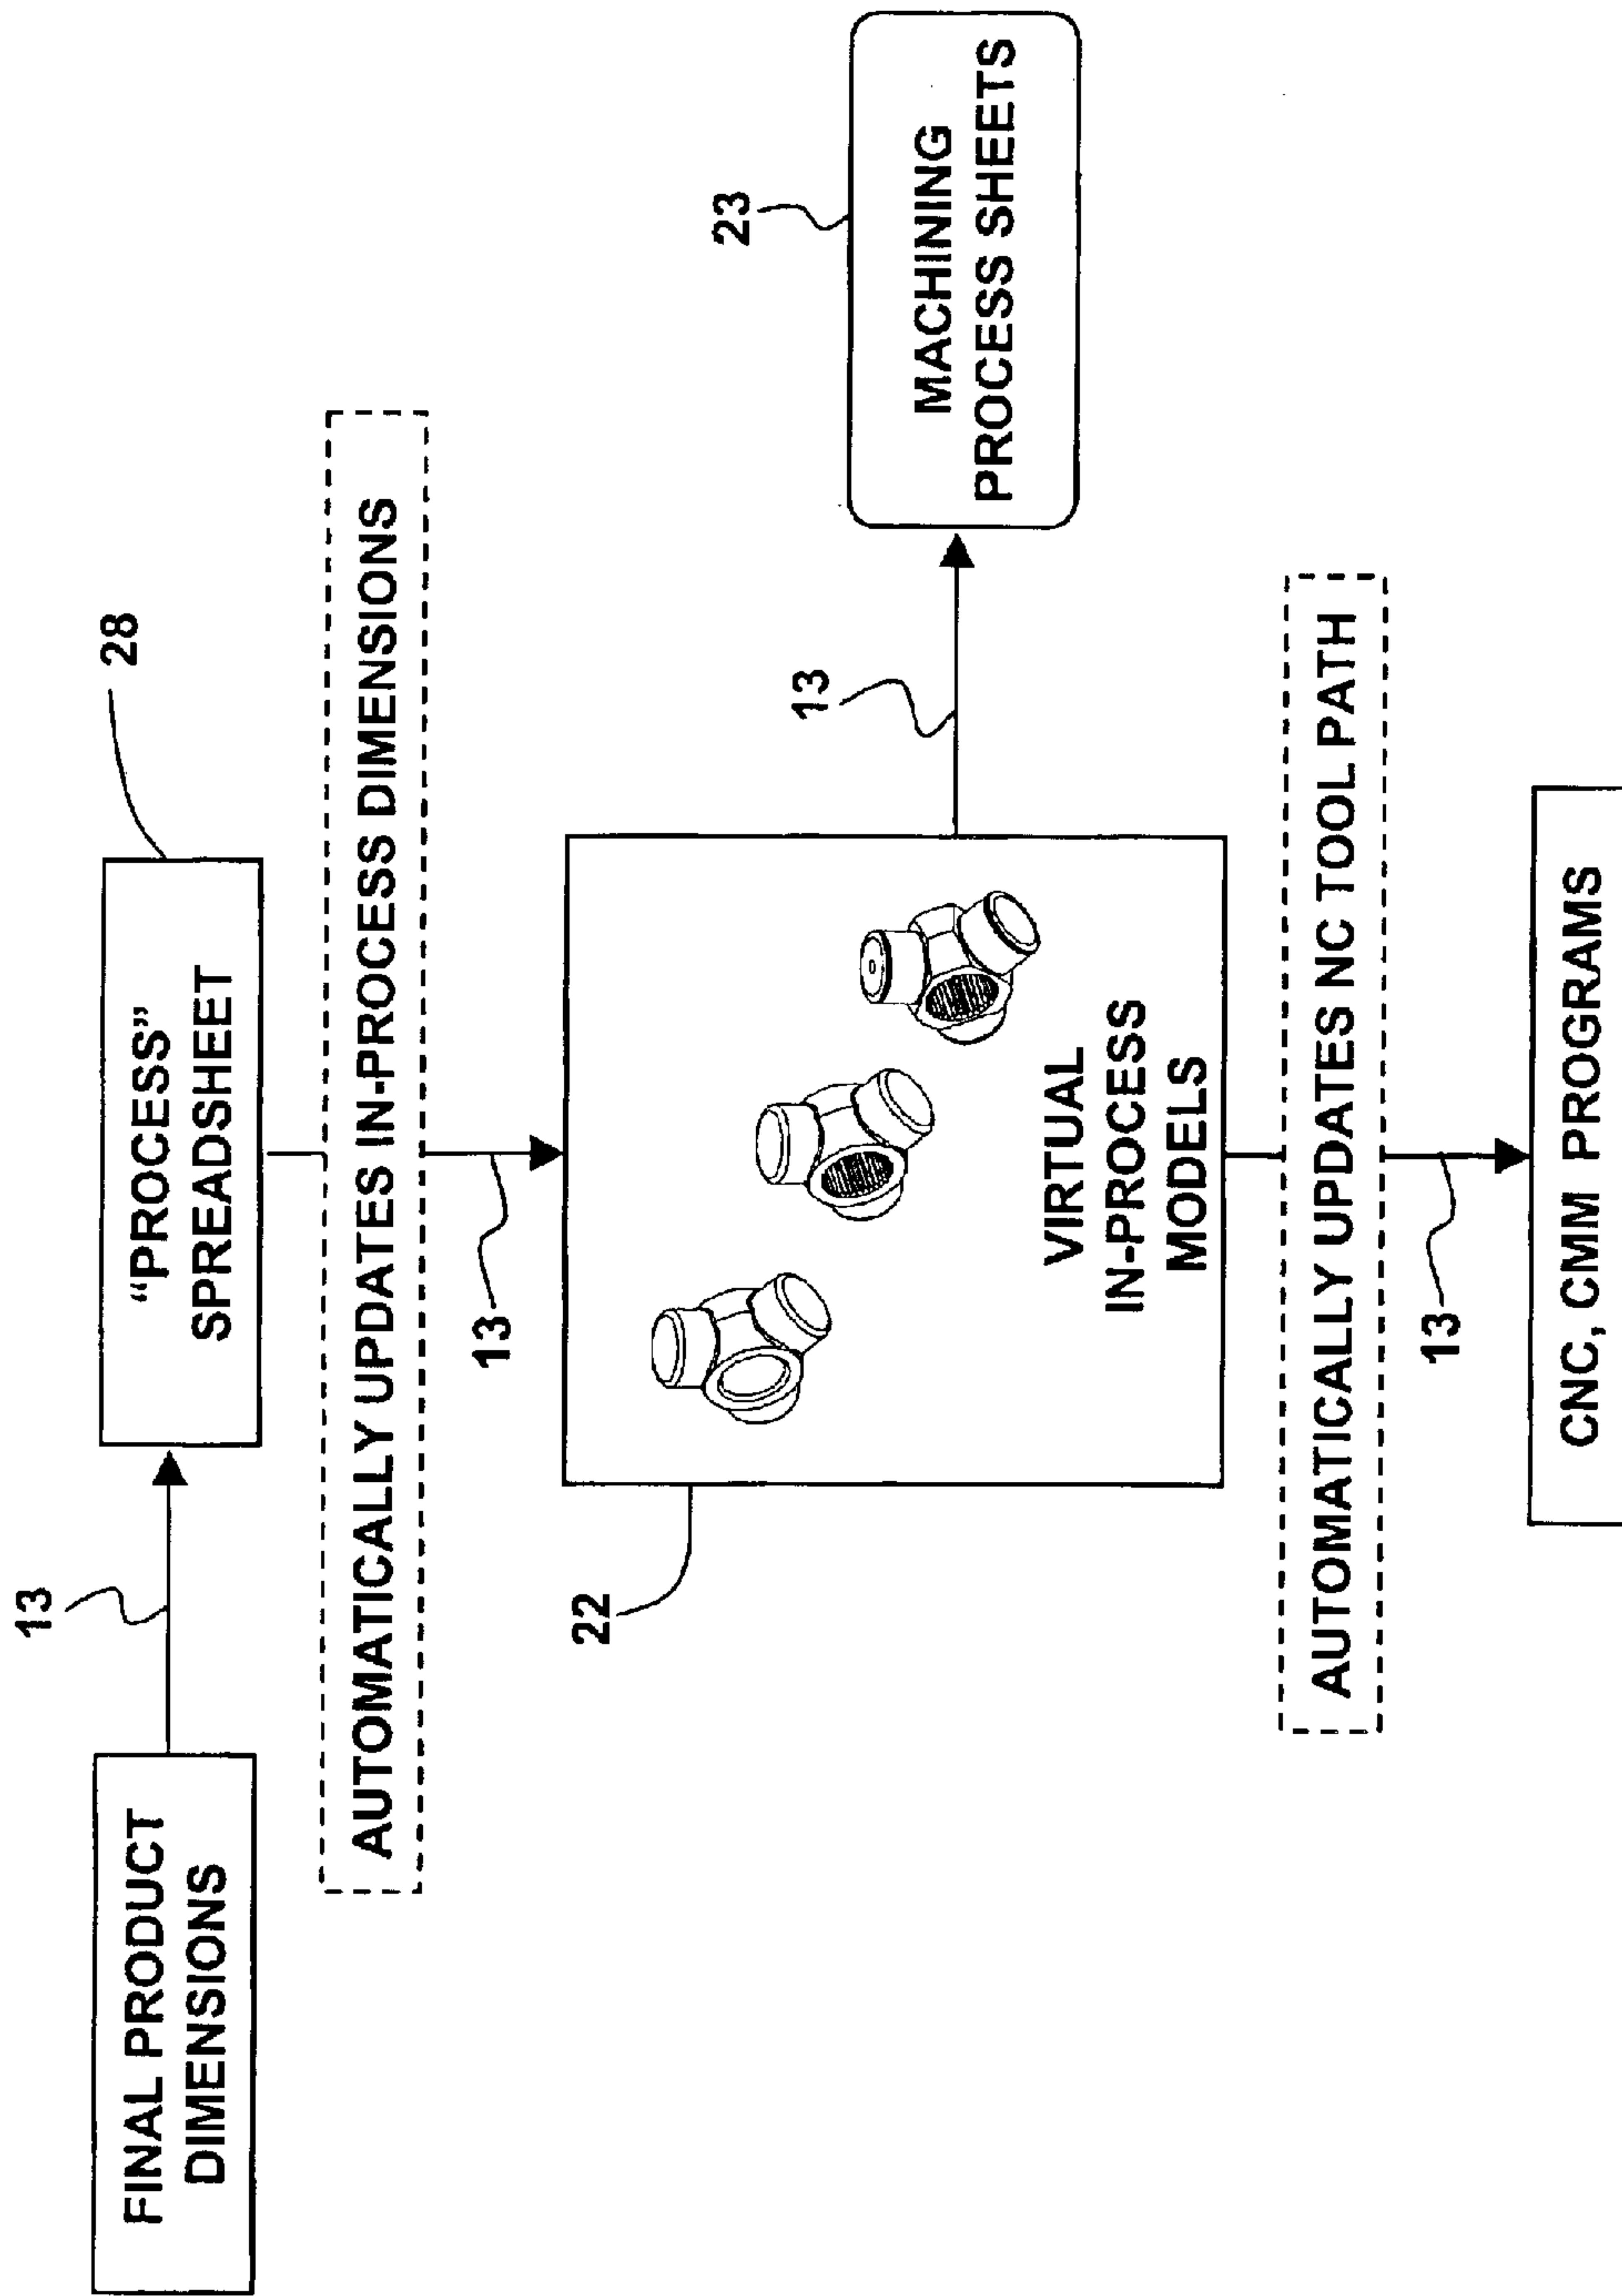 13
28
FINAL PRODUCT
DIMENSIONS
“PROCESS”
SPREADSHEET
AUTOMATICALLY UPDATES IN-PROCESS DIMENSIONS
13
22
VIRTUAL
IN-PROCESS
MODELS
13
23
MACHINING
PROCESS SHEETS
AUTOMATICALLY UPDATES NC TOOL PATH
13
CNC, CMM PROGRAMS